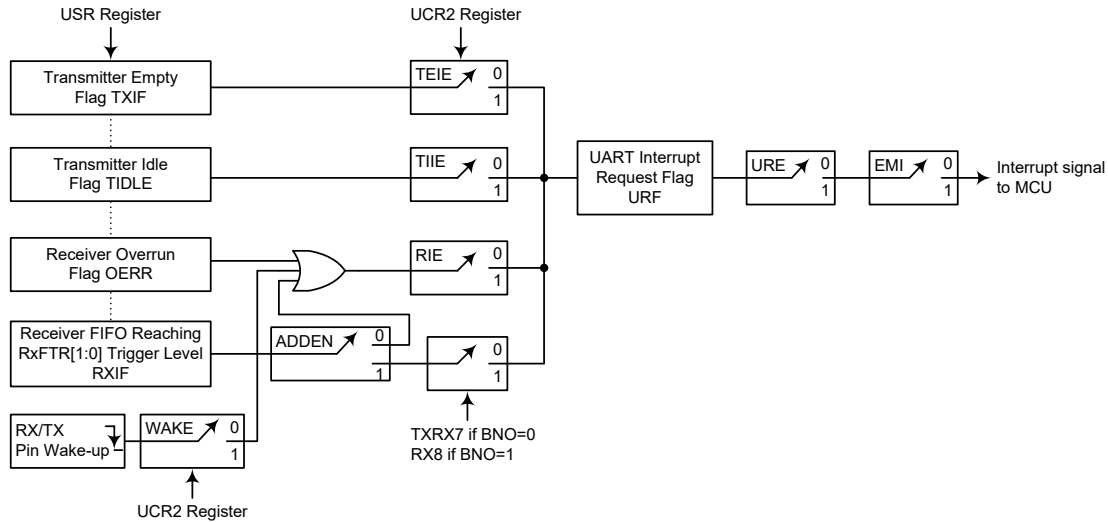 USR Register
UCR2 Register
Transmitter Empty
Flag TXIF
TEIE
0
1
Transmitter Idle
Flag TIDLE
TIIE
0
1
UART Interrupt
Request Flag
URF
URE
0
1
EMI
0
1
Interrupt signal
to MCU
Receiver Overrun
Flag OERR
RIE
0
1
Receiver FIFO Reaching
RxFTR[1:0] Trigger Level
RXIF
ADDEN
0
1
0
1
RX/TX
Pin Wake-up
WAKE
0
1
TXRX7 if BNO=0
RX8 if BNO=1
UCR2 Register